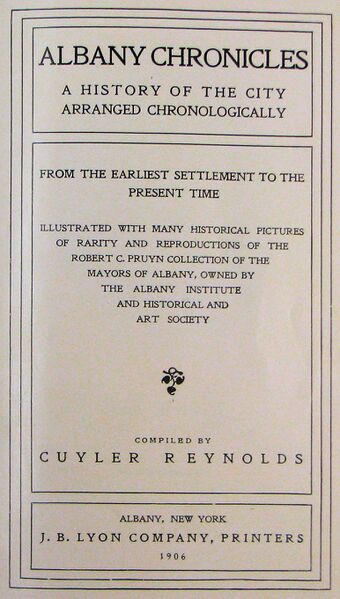 ALBANY CHRONICLES
A HISTORY OF THE CITY
ARRANGED CHRONOLOGICALLY
FROM THE EARLIEST SETTLEMENT TO THE
PRESENT TIME
ILLUSTRATED WITH MANY HISTORICAL PICTURES
OF RARITY AND REPRODUCTIONS OF THE
ROBERT C. PRUYN COLLECTION OF THE
MAYORS OF ALBANY, OWNED BY
THE ALBANY INSTITUTE
AND HISTORICAL AND
ART SOCIETY
COMPILED BY
CUYLER REYNOLDS
ALBANY, NEW YORK
J. B. LYON COMPANY, PRINTERS
1906